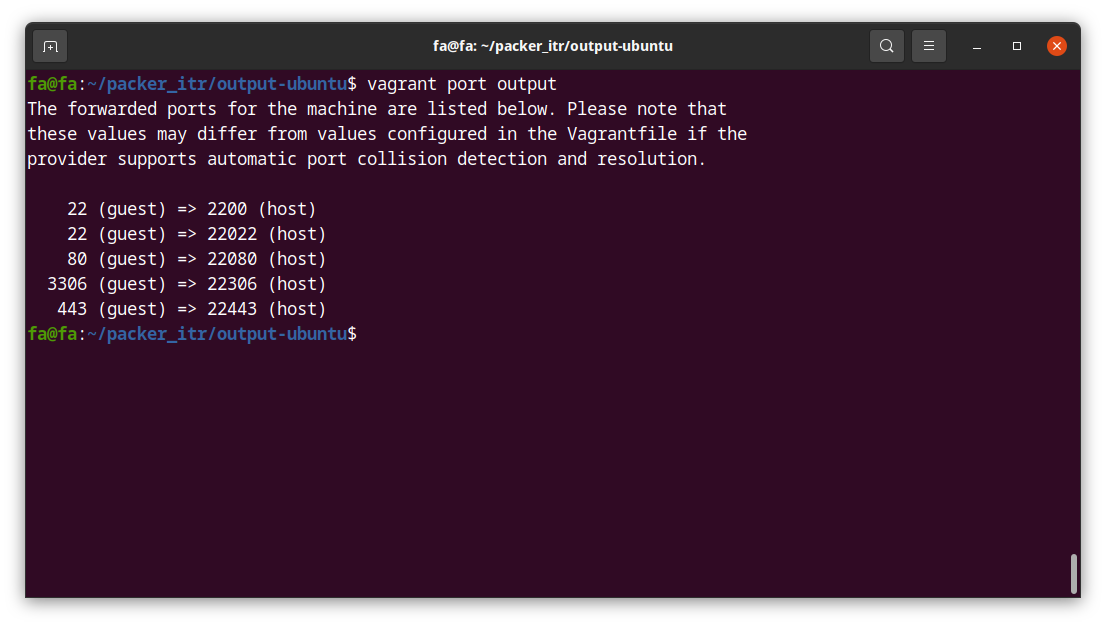 fa@fa: ~/packer_itr/output-ubuntu
fa@fa:~/packer_itr/output-ubuntu$ vagrant port output
The forwarded ports for the machine are listed below. Please note that
these values may differ from values configured in the Vagrantfile if the
provider supports automatic port collision detection and resolution.

    22 (guest) => 2200 (host)
    22 (guest) => 22022 (host)
    80 (guest) => 22080 (host)
  3306 (guest) => 22306 (host)
   443 (guest) => 22443 (host)
fa@fa:~/packer_itr/output-ubuntu$